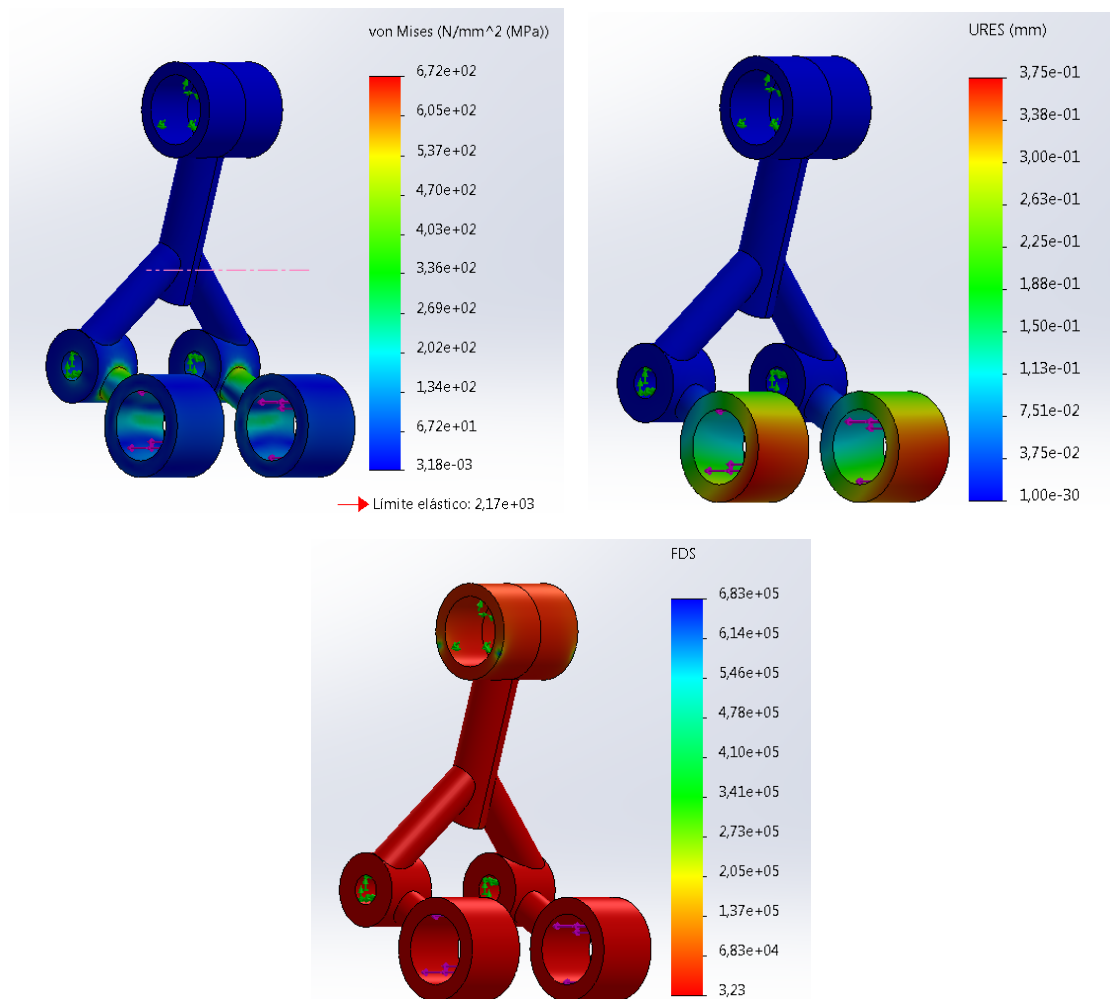 von Mises (N/mm^2 (MPa))
6,72e+02
6,05e+02
5,37e+02
4,70e+02
4,03e+02
3,36e+02
2,69e+02
2,02e+02
1,34e+02
6,72e+01
3,18e-03
Límite elástico: 2,17e+03
URES (mm)
3,75e-01
3,38e-01
3,00e-01
2,63e-01
2,25e-01
1,88e-01
1,50e-01
1,13e-01
7,51e-02
3,75e-02
1,00e-30
FDS
6,83e+05
6,14e+05
5,46e+05
4,78e+05
4,10e+05
3,41e+05
2,73e+05
2,05e+05
1,37e+05
6,83e+04
3,23